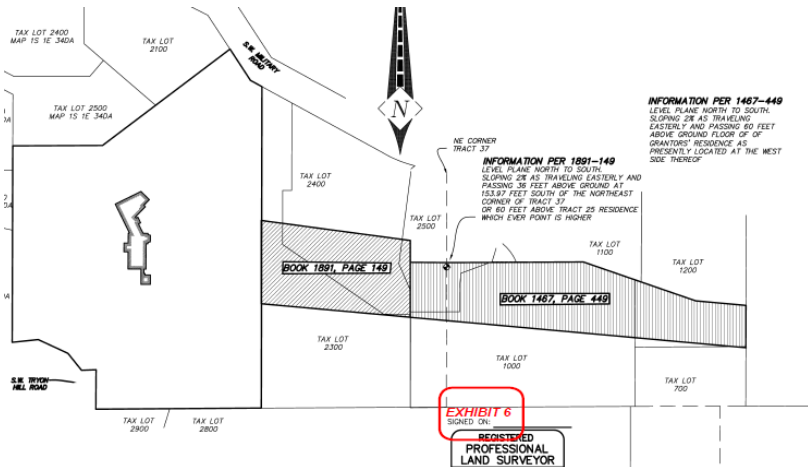 TAX LOT 2400
MAP 1S 1E 34DA
TAX LOT
2100
S.W. MILITARY
ROAD
TAX LOT 2500
MAP 1S 1E 34DA
N
NE CORNER
TRACT 37
INFORMATION PER 1467-449
LEVEL PLANE NORTH TO SOUTH.
SLOPING 2% AS TRAVELING
EASTERLY AND PASSING 60 FEET
ABOVE GROUND FLOOR OF OF
GRANTORS' RESIDENCE AS
PRESENTLY LOCATED AT THE WEST
SIDE THEREOF
INFORMATION PER 1891-149
LEVEL PLANE NORTH TO SOUTH.
SLOPING 2% AS TRAVELING EASTERLY AND
PASSING 36 FEET ABOVE GROUND AT
153.97 FEET SOUTH OF THE NORTHEAST
CORNER OF TRACT 37
OR 60 FEET ABOVE TRACT 25 RESIDENCE
WHICH EVER POINT IS HIGHER
TAX LOT
2400
TAX LOT
2500
TAX LOT
1100
TAX LOT
1200
BOOK 1891, PAGE 149
BOOK 1467, PAGE 449
TAX LOT
2300
TAX LOT
1000
TAX LOT
700
S.W. TRYON
HILL ROAD
TAX LOT
2900
TAX LOT
2800
EXHIBIT 6
SIGNED ON:
REGISTERED
PROFESSIONAL
LAND SURVEYOR